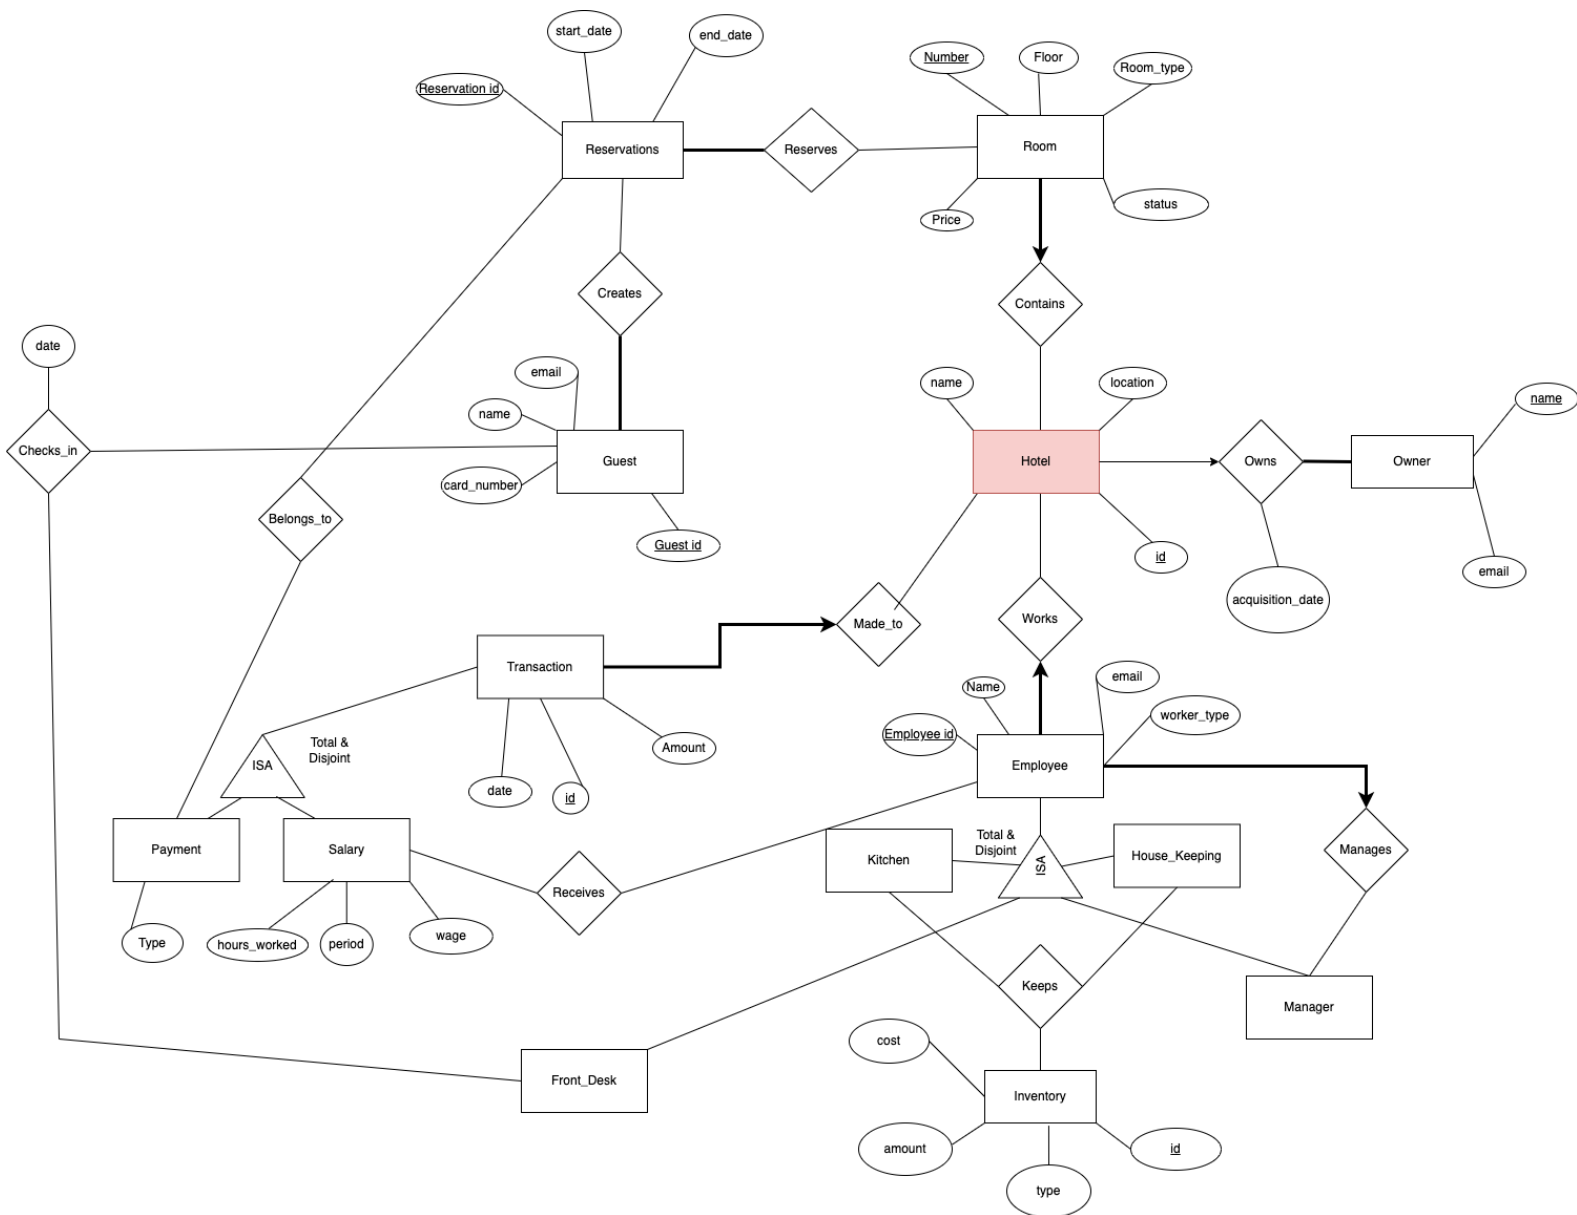 start_date
end_date
Reservation id
Reservations
Reserves
Number
Floor
Room_type
Room
Price
status
Creates
Contains
date
Checks_in
email
name
card_number
Guest
Guest id
Belongs_to
name
location
Hotel
id
Owns
acquisition_date
Owner
name
email
Made_to
Works
Transaction
date
id
Amount
ISA
Total &
Disjoint
Name
email
Employee id
worker_type
Employee
Payment
Salary
Type
hours_worked
period
wage
Receives
Kitchen
Total &
Disjoint
ISA
House_Keeping
Manages
Manager
Keeps
Front_Desk
cost
Inventory
amount
type
id